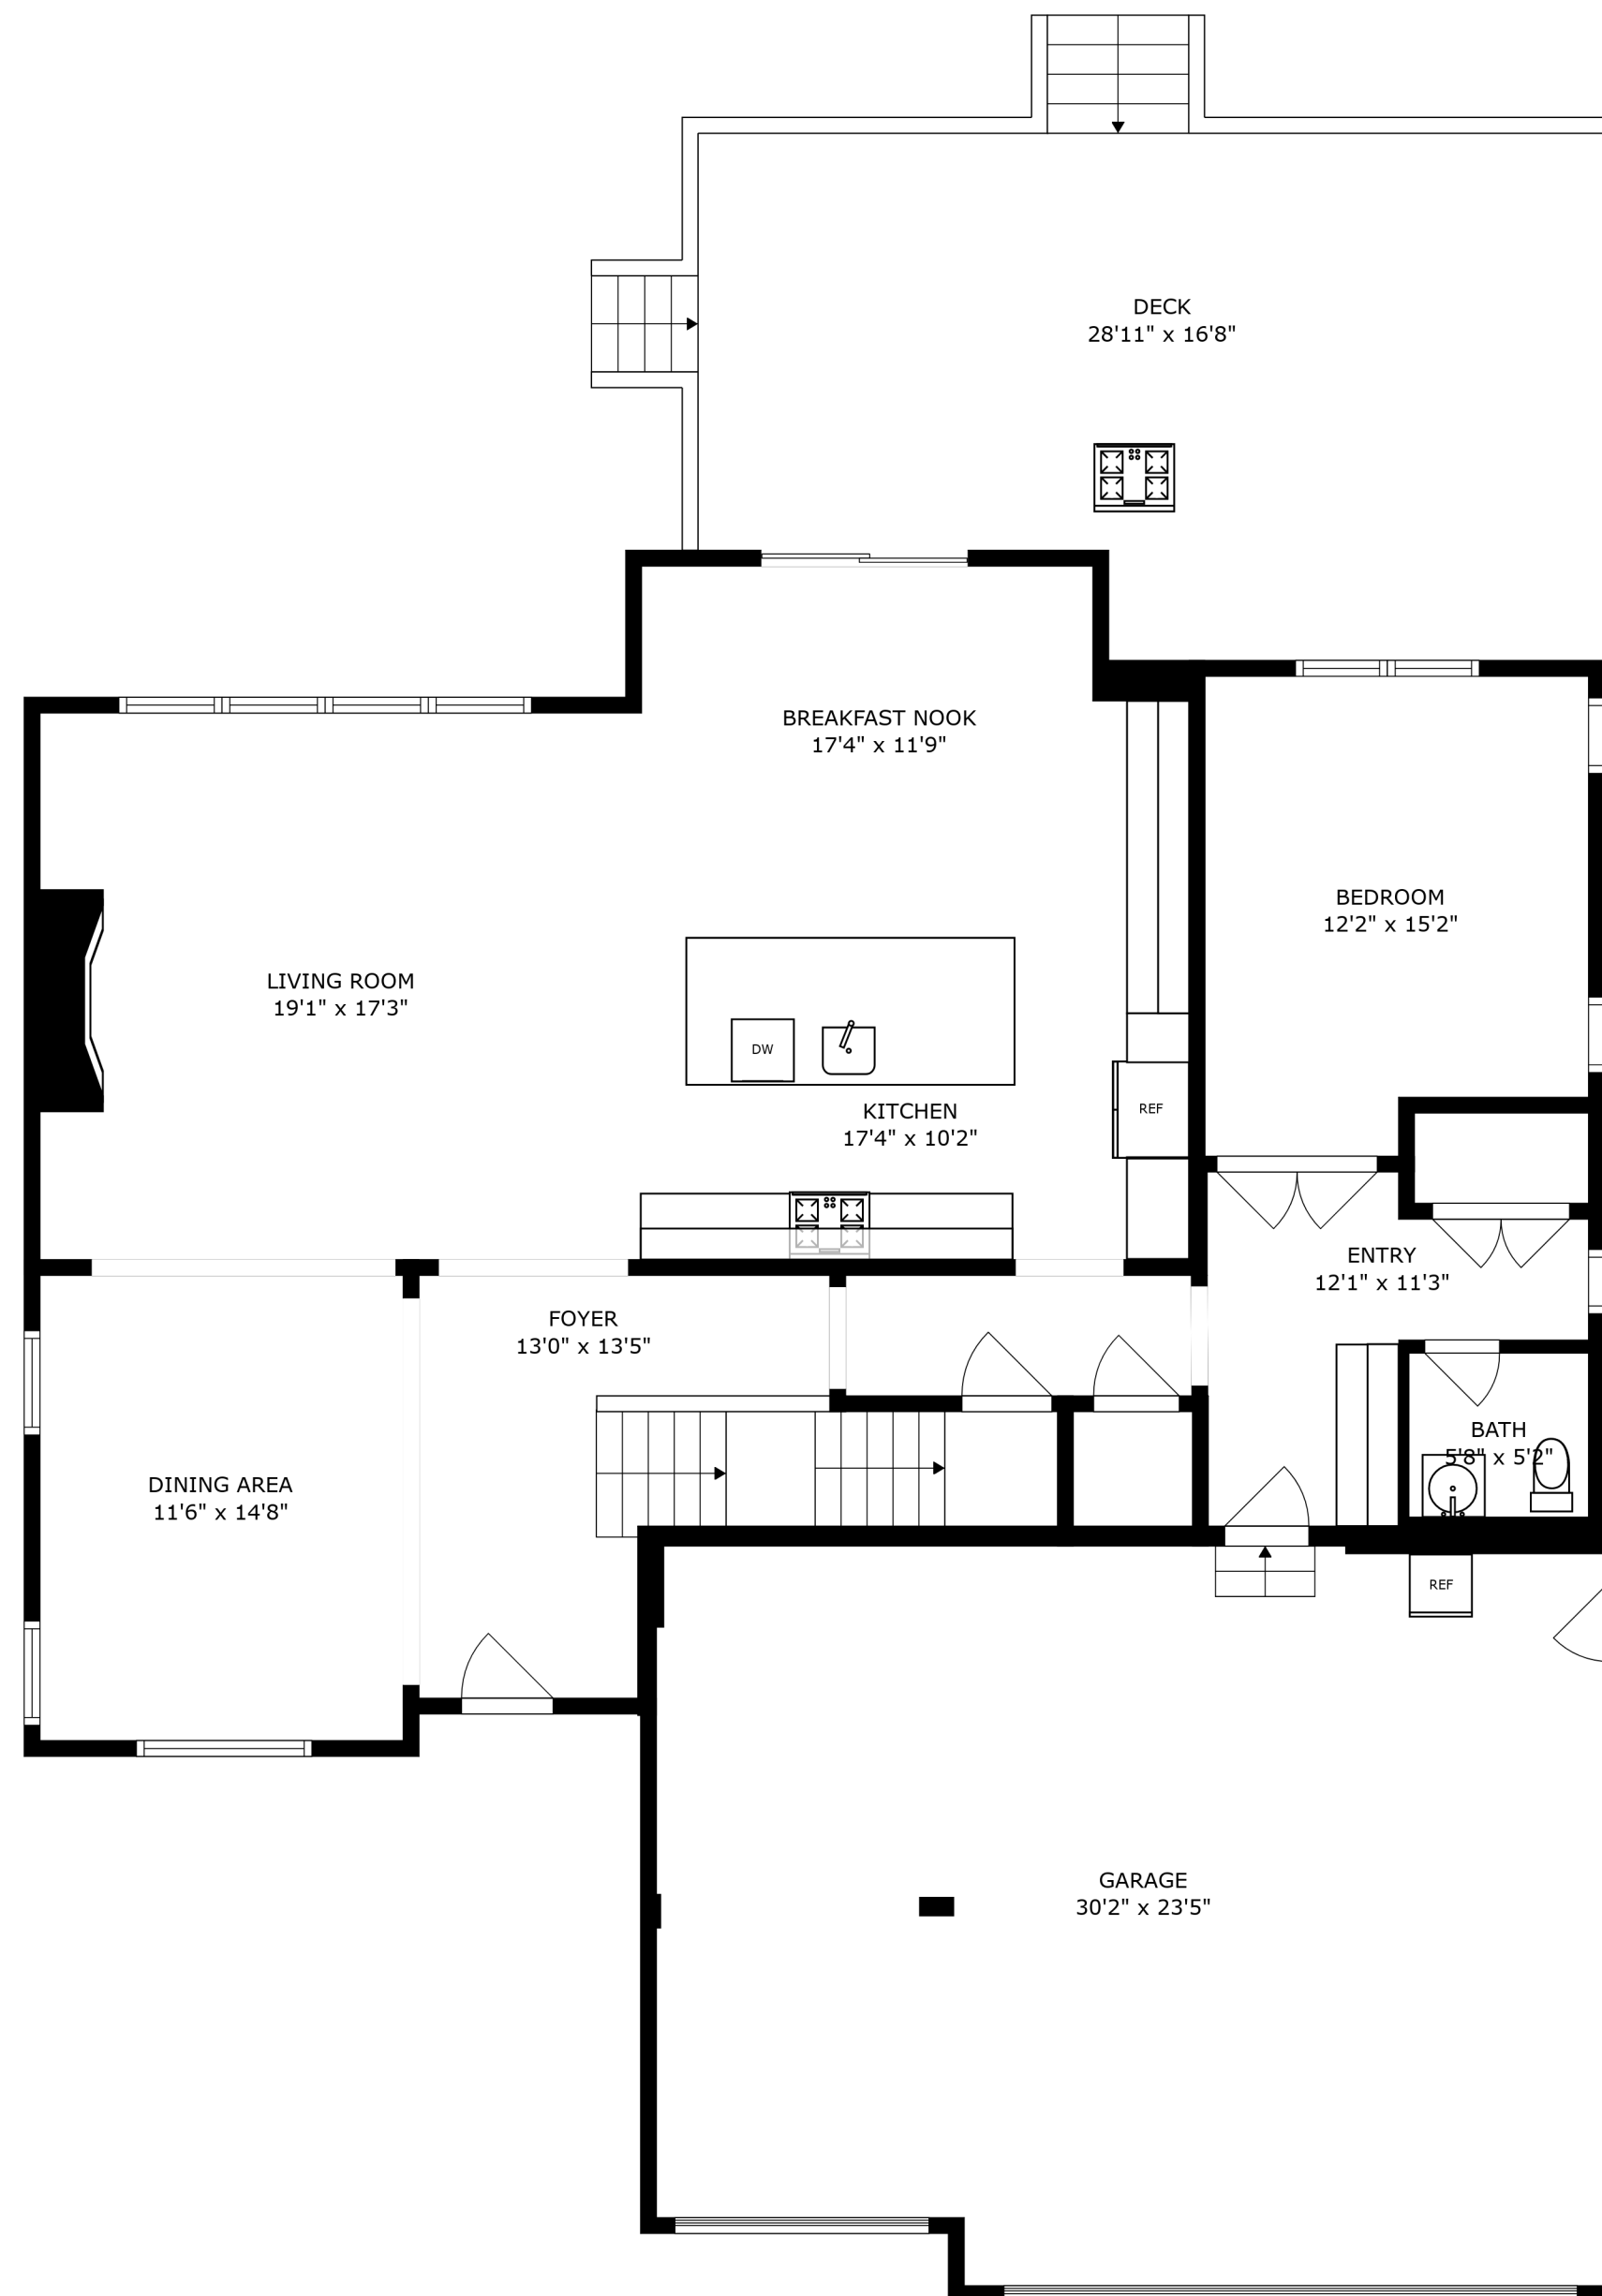 DECK
28'11" x 16'8"
BREAKFAST NOOK
17'4" x 11'9"
BEDROOM
12'2" x 15'2"
LIVING ROOM
19'1" x 17'3"
DW
KITCHEN
17'4" x 10'2"
REF
ENTRY
12'1" x 11'3"
FOYER
13'0" x 13'5"
BATH
5'8" x 5'2"
DINING AREA
11'6" x 14'8"
REF
GARAGE
30'2" x 23'5"